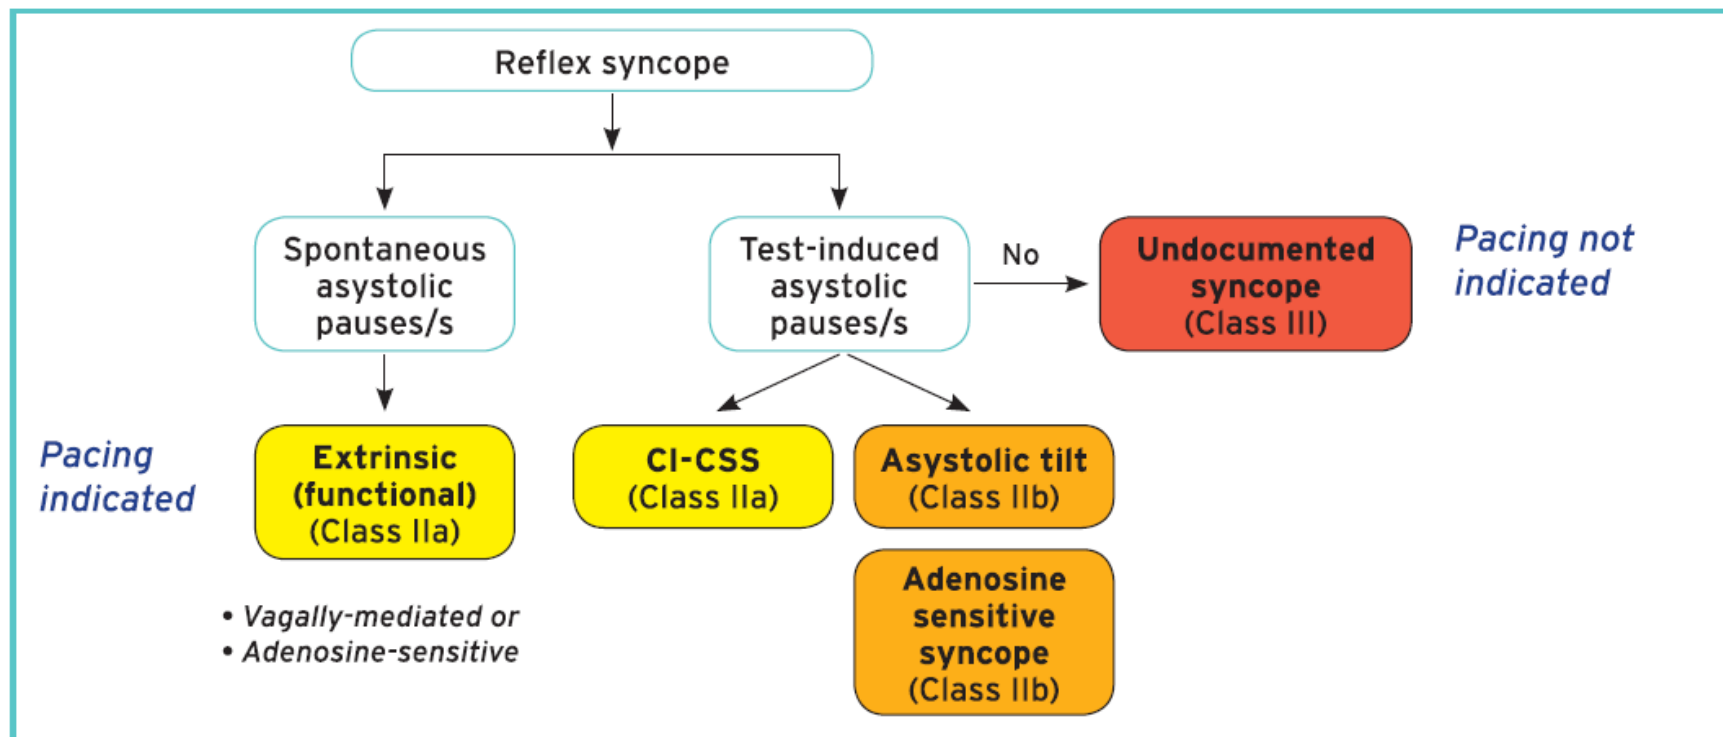 Reflex syncope
Spontaneous
asystolic
pauses/s
Test-induced
asystolic
pauses/s
No
Undocumented
syncope
(Class III)
Pacing not
indicated
Pacing
indicated
Extrinsic
(functional)
(Class IIa)
CI-CSS
(Class IIa)
Asystolic tilt
(Class IIb)
• Vagally-mediated or
• Adenosine-sensitive
Adenosine
sensitive
syncope
(Class IIb)